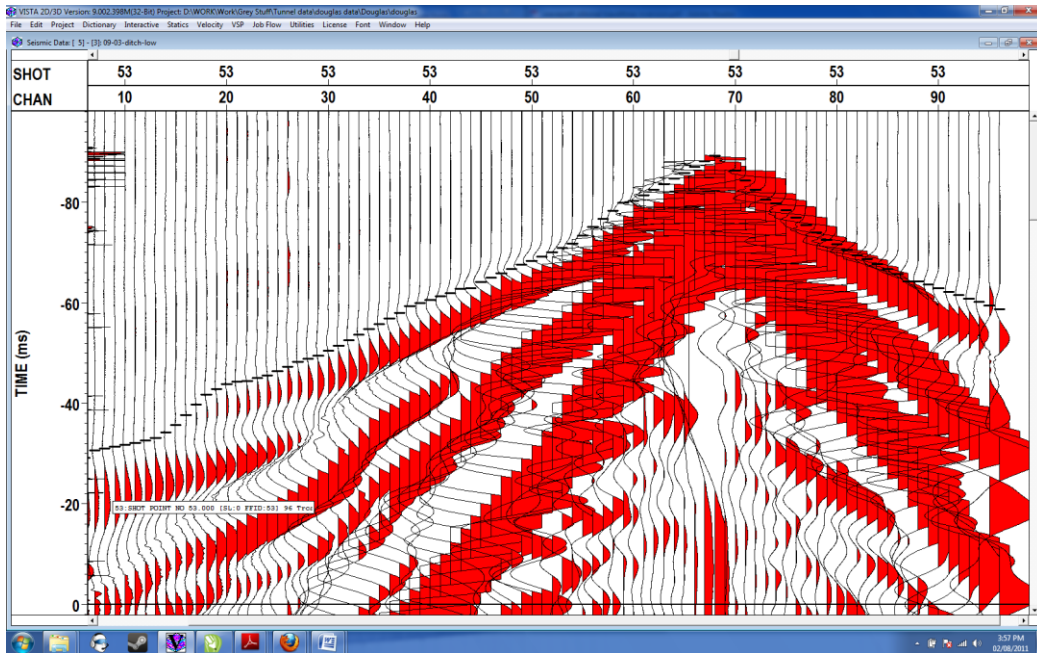 VISTA 2D/3D Version: 9.002.398M(32-Bit) Project: D:\WORK\Work\Grey Stuff\Tunnel data\douglas data\Douglas\douglas
File Edit Project Dictionary Interactive Statics Velocity VSP Job Flow Utilities License Font Window Help
Seismic Data: [ 5] - [3]: 09-03-ditch-low
SHOT 53 53 53 53 53 53 53 53 53
CHAN 10 20 30 40 50 60 70 80 90
TIME (ms)
-80
-60
-40
-20
0
53:SHOT POINT NO 53.000 [SL:0 FFID:53] 96 Trac
3:57 PM
02/08/2011